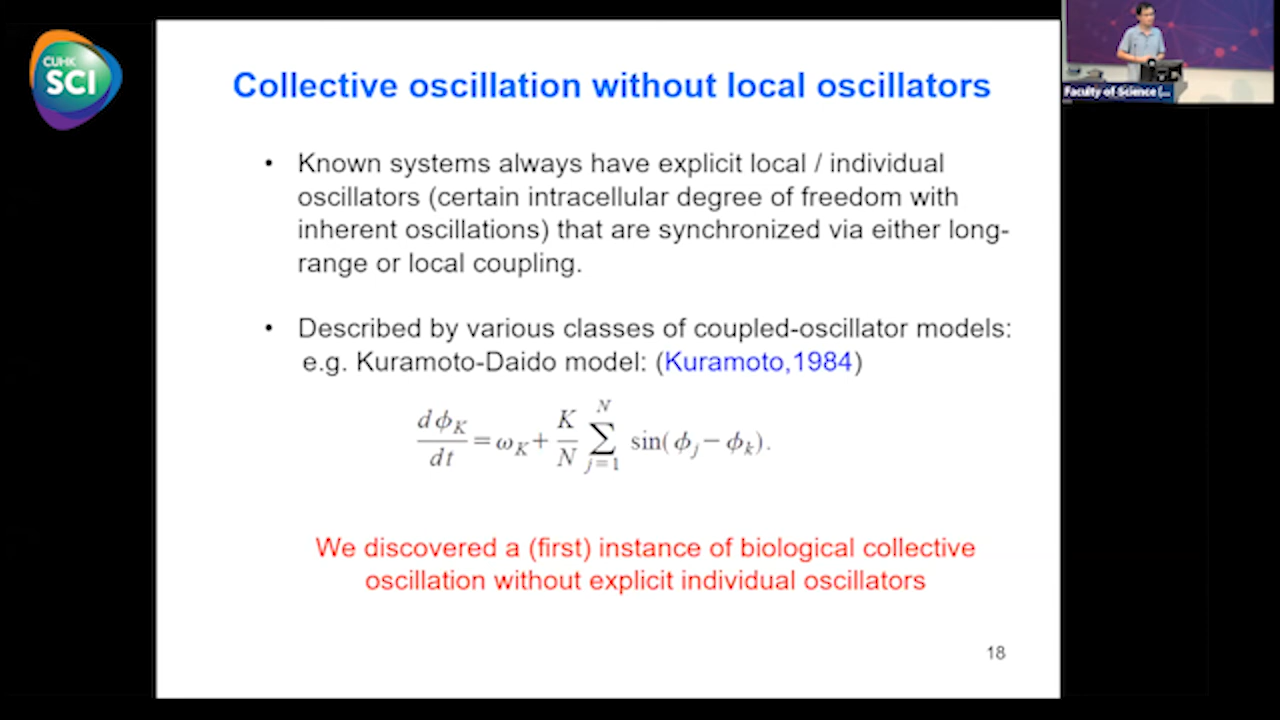 CUHK
SCI
Faculty of Science (...
Collective oscillation without local oscillators
• Known systems always have explicit local / individual
oscillators (certain intracellular degree of freedom with
inherent oscillations) that are synchronized via either long-
range or local coupling.
• Described by various classes of coupled-oscillator models:
e.g. Kuramoto-Daido model: (Kuramoto,1984)
dϕ_K/dt = ω_K + K/N ∑_{j=1}^{N} sin(ϕ_j − ϕ_k).
We discovered a (first) instance of biological collective
oscillation without explicit individual oscillators
18